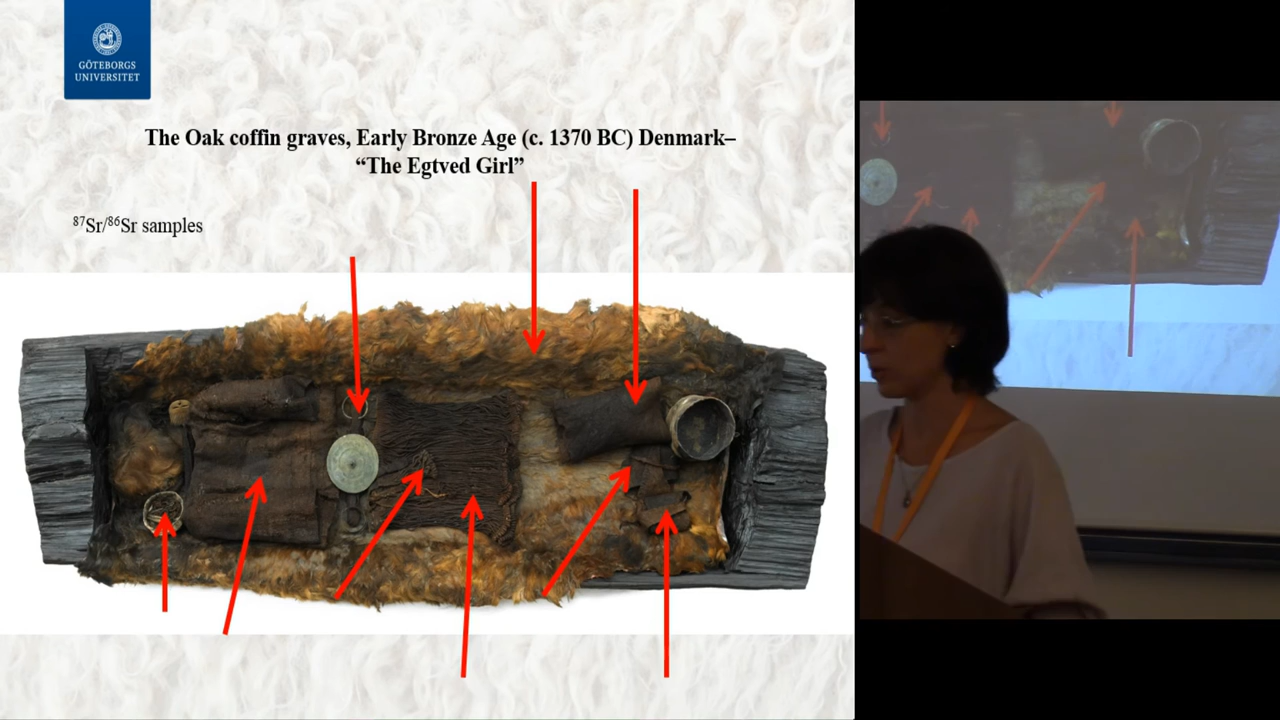 GÖTEBORGS
UNIVERSITET
The Oak coffin graves, Early Bronze Age (c. 1370 BC) Denmark–
“The Egtved Girl”
⁸⁷Sr/⁸⁶Sr samples